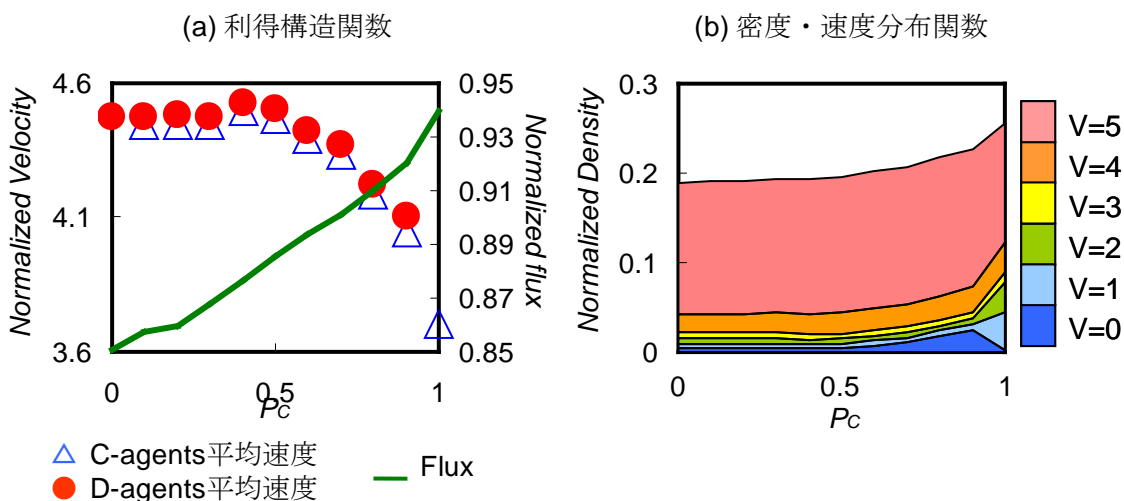 (a) 利得構造関数
4.6
4.1
3.6
Normalized Velocity
0.95
0.93
0.91
0.89
0.87
0.85
Normalized flux
0
0.5
1
PC
C-agents平均速度
D-agents平均速度
Flux
(b) 密度・速度分布関数
0.3
0.2
0.1
0
Normalized Density
0
0.5
1
PC
V=5
V=4
V=3
V=2
V=1
V=0